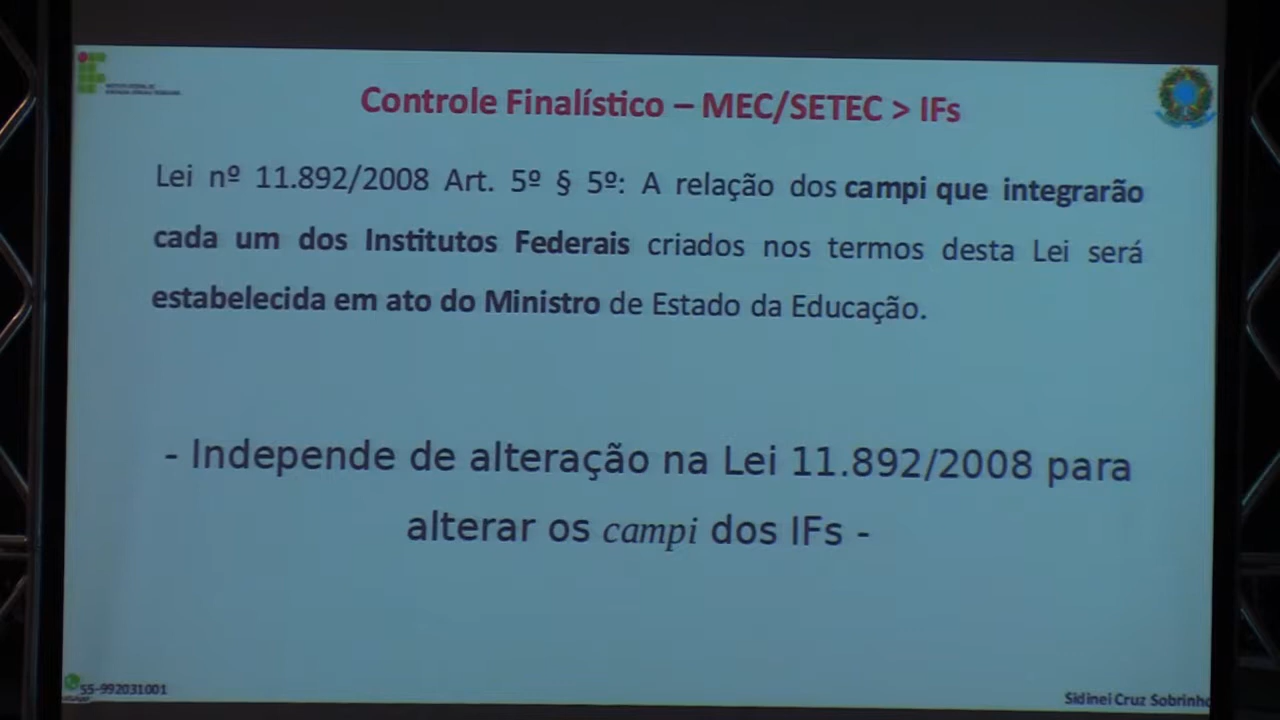 Controle Finalístico – MEC/SETEC > IFs
Lei nº 11.892/2008 Art. 5º § 5º: A relação dos campi que integrarão
cada um dos Institutos Federais criados nos termos desta Lei será
estabelecida em ato do Ministro de Estado da Educação.
- Independe de alteração na Lei 11.892/2008 para
alterar os campi dos IFs -
55-992031001
Sidinei Cruz Sobrinho